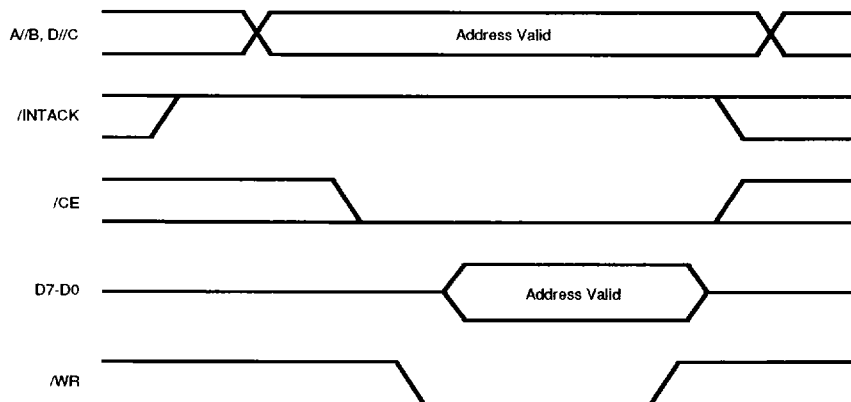 A//B, D//C
Address Valid
/INTACK
/CE
D7-D0
Address Valid
/WR